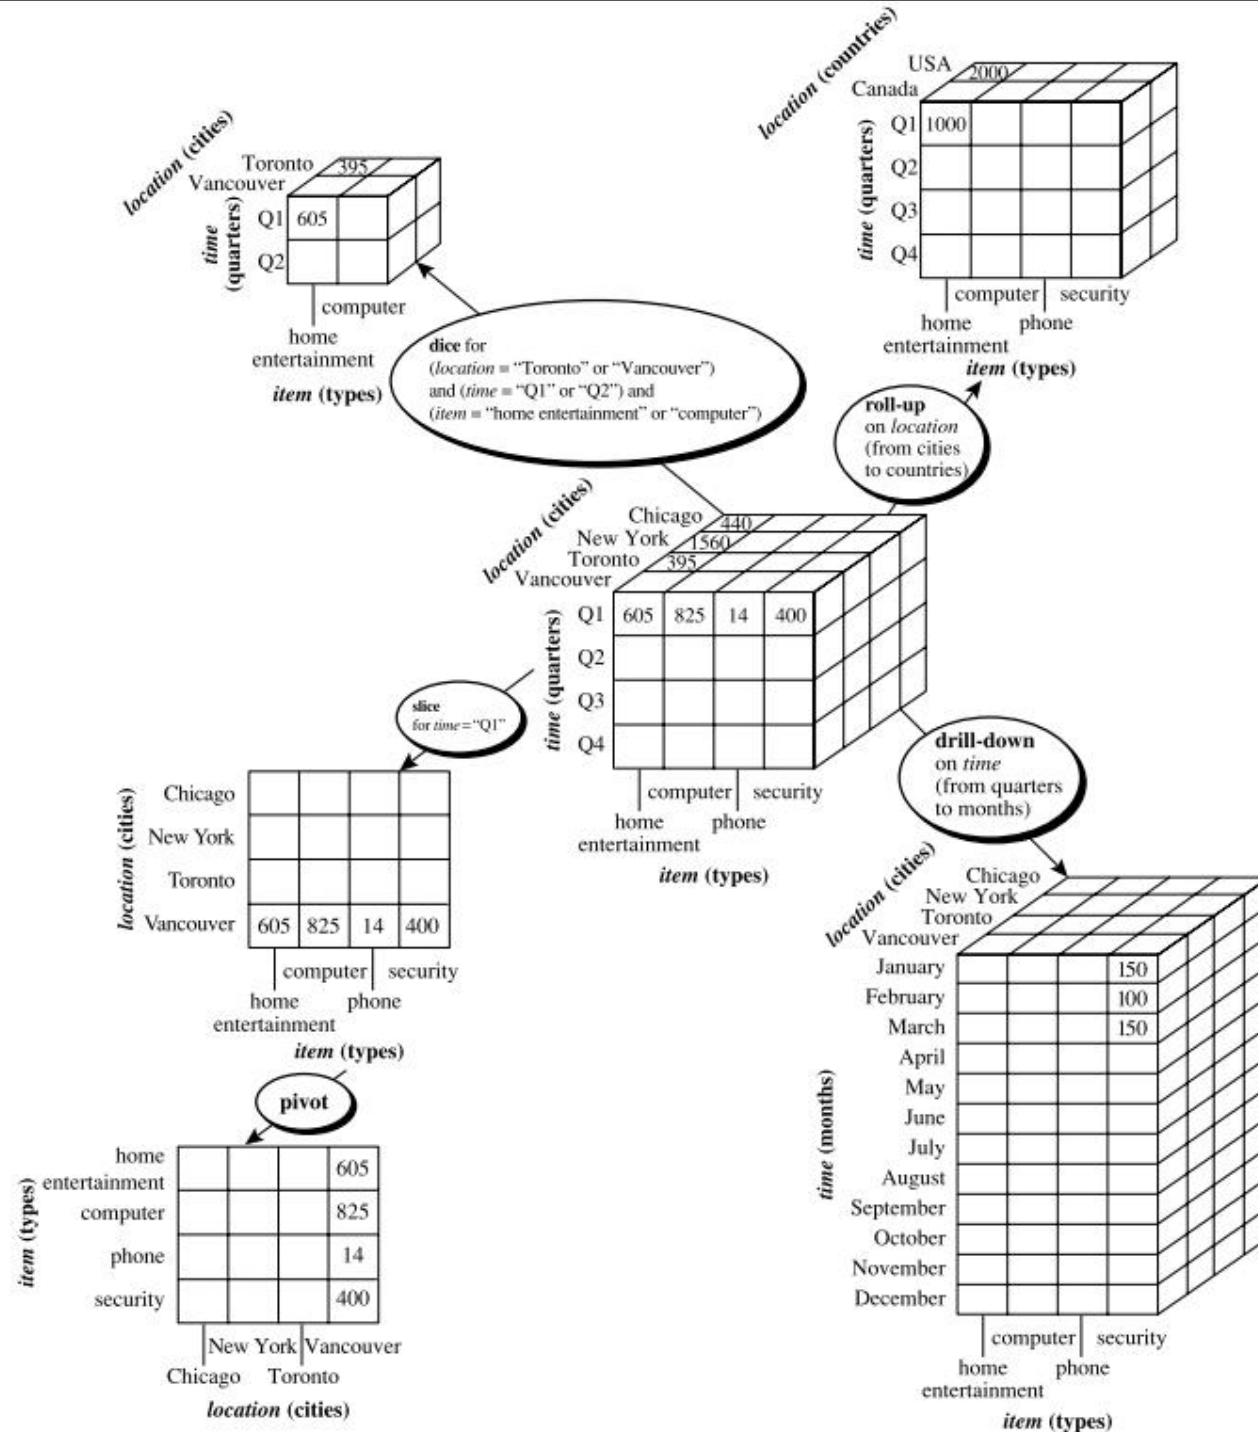 location (cities)
Toronto 395
Vancouver
time
(quarters)
Q1 605
Q2
computer
home
entertainment
item (types)
location (countries)
USA 2000
Canada
time (quarters)
Q1 1000
Q2
Q3
Q4
computer security
home phone
entertainment
item (types)
dice for
(location = “Toronto” or “Vancouver”)
and (time = “Q1” or “Q2”) and
(item = “home entertainment” or “computer”)
roll-up
on location
(from cities
to countries)
location (cities)
Chicago 440
New York 1560
Toronto 395
Vancouver
time (quarters)
Q1 605 825 14 400
Q2
Q3
Q4
computer security
home phone
entertainment
item (types)
slice
for time = “Q1”
location (cities)
Chicago
New York
Toronto
Vancouver 605 825 14 400
computer security
home phone
entertainment
item (types)
drill-down
on time
(from quarters
to months)
location (cities)
Chicago
New York
Toronto
Vancouver
time (months)
January 150
February 100
March 150
April
May
June
July
August
September
October
November
December
computer security
home phone
entertainment
item (types)
pivot
item (types)
home
entertainment 605
computer 825
phone 14
security 400
New York Vancouver
Chicago Toronto
location (cities)